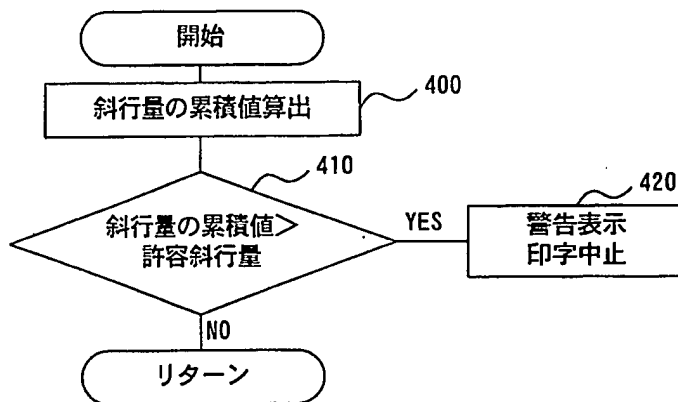 開始
斜行量の累積値算出
400
410
斜行量の累積値>
許容斜行量
YES
420
警告表示
印字中止
NO
リターン